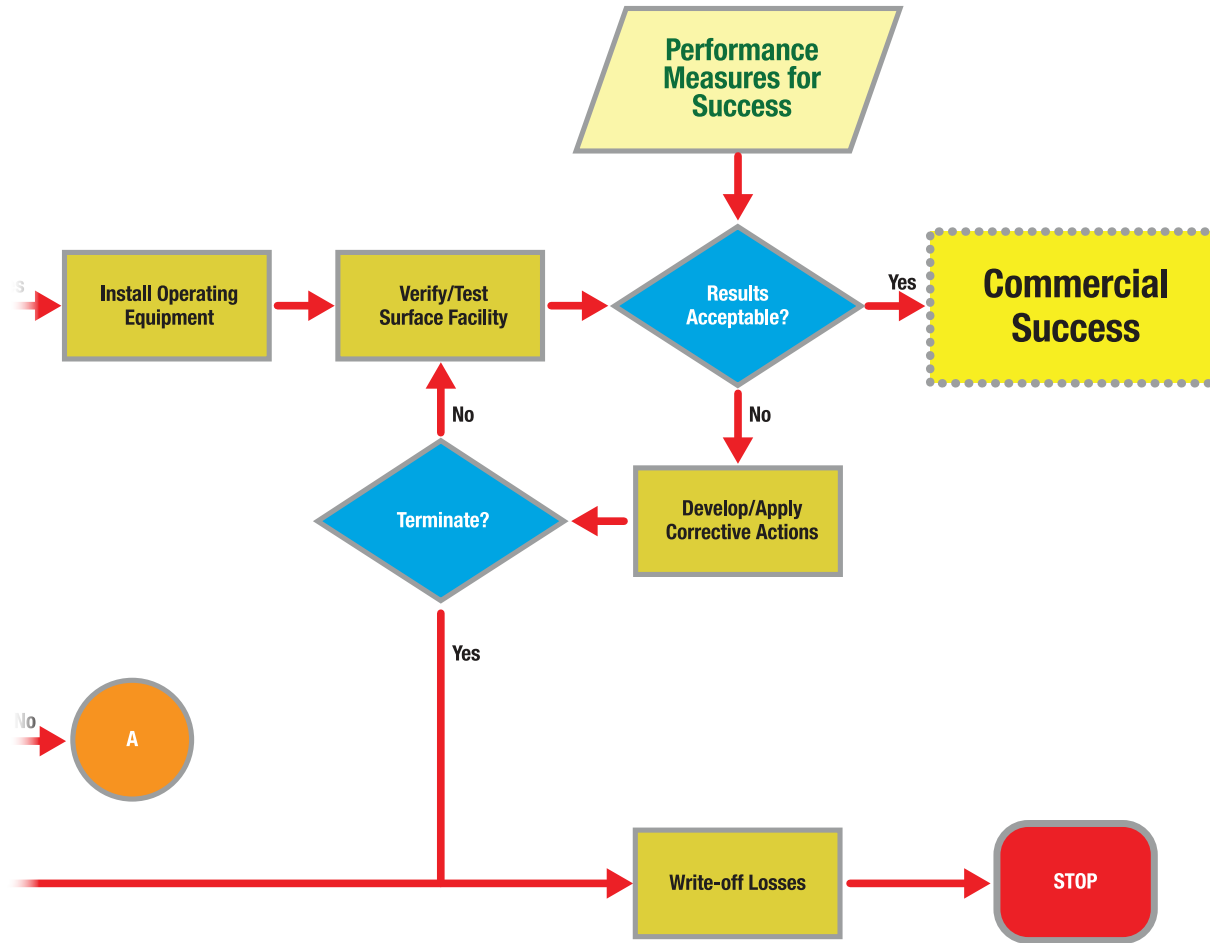 Performance
Measures for
Success
Install Operating
Equipment
Verify/Test
Surface Facility
Results
Acceptable?
Yes
Commercial
Success
No
No
Develop/Apply
Corrective Actions
Terminate?
Yes
No
A
Write-off Losses
STOP